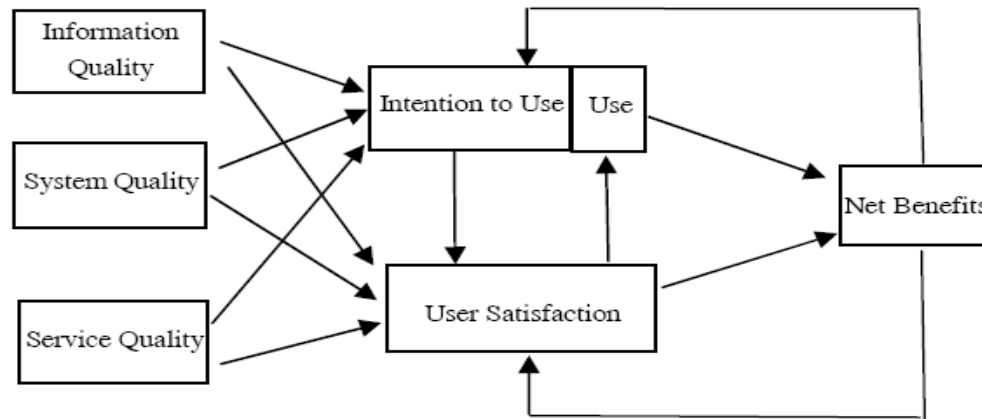 Information
Quality
Intention to Use
Use
System Quality
Net Benefits
User Satisfaction
Service Quality